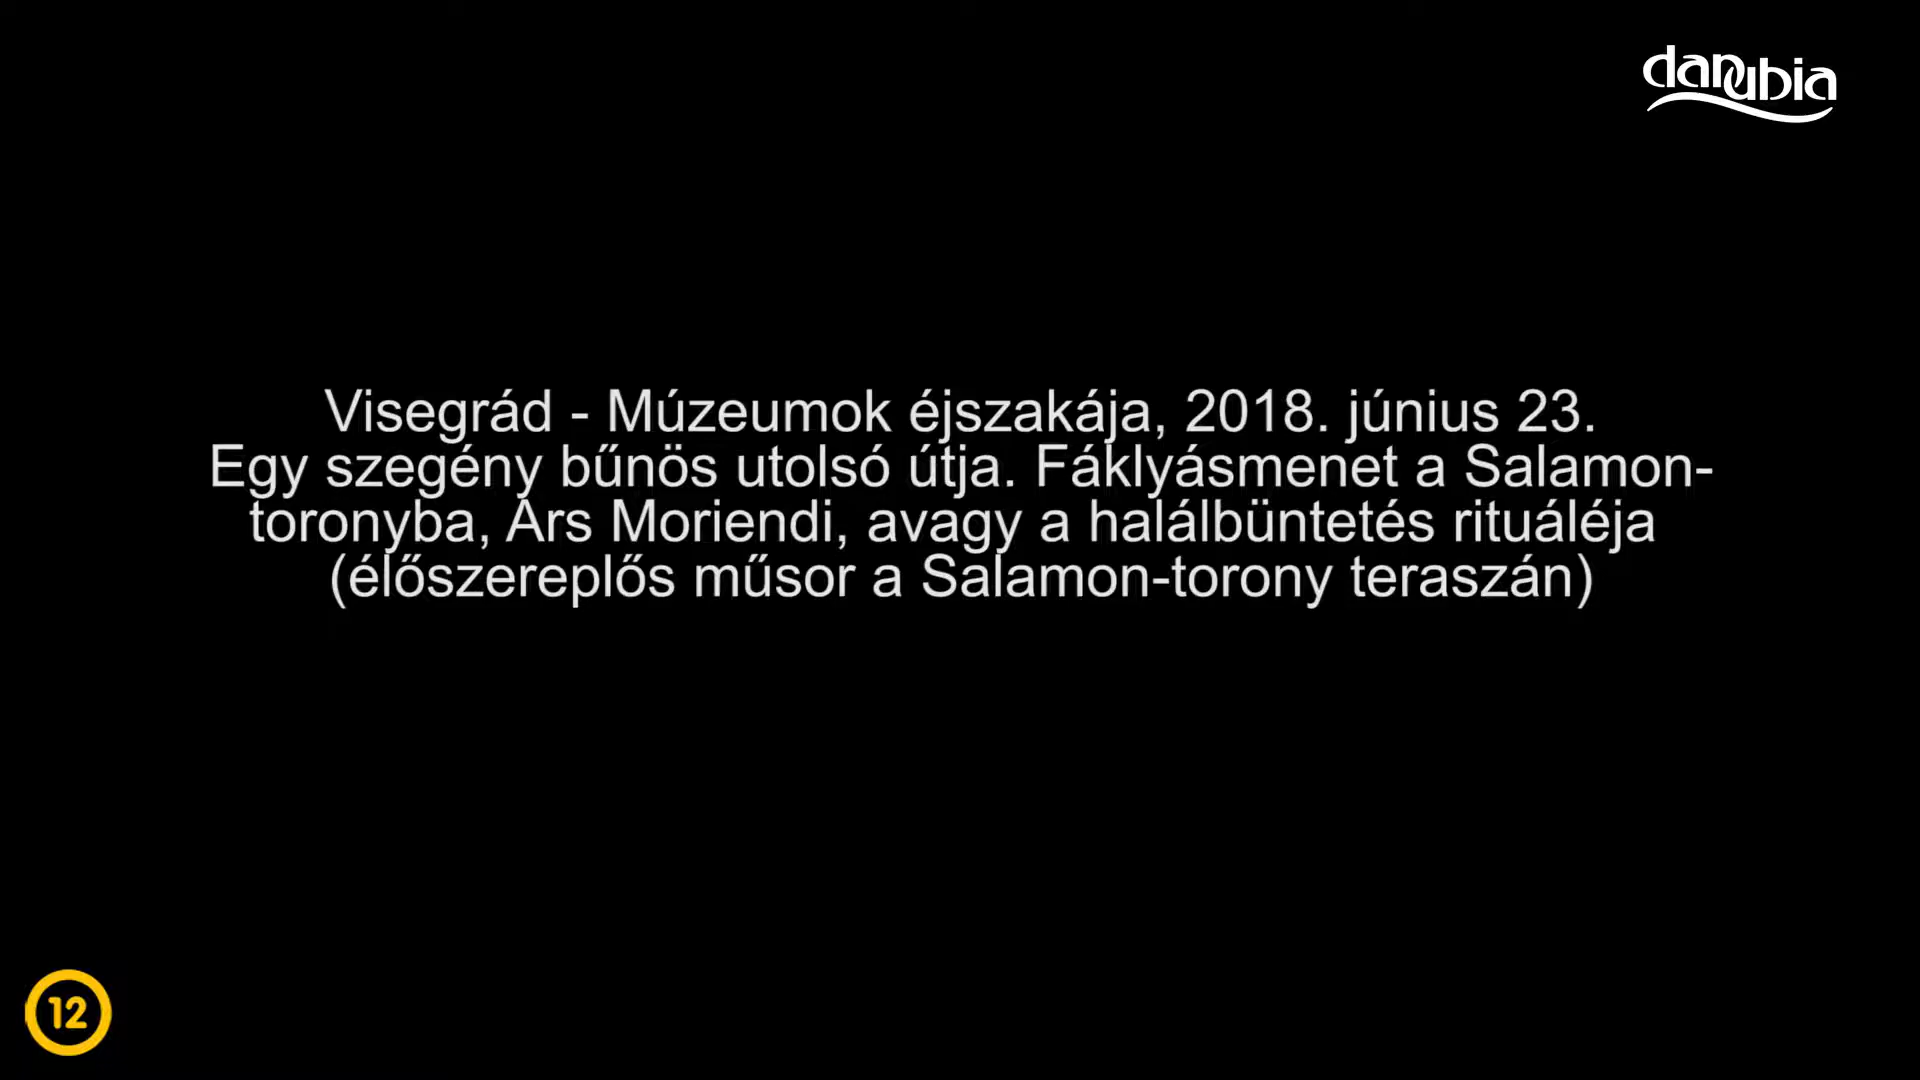 danubia
Visegrád - Múzeumok éjszakája, 2018. június 23.
Egy szegény bűnös utolsó útja. Fáklyásmenet a Salamon-
toronyba, Ars Moriendi, avagy a halálbüntetés rituáléja
(élőszereplős műsor a Salamon-torony teraszán)
12